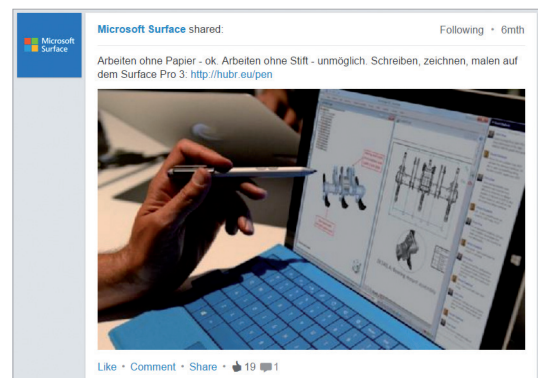 Microsoft
Surface
Microsoft Surface shared:
Following • 6mth
Arbeiten ohne Papier - ok. Arbeiten ohne Stift - unmöglich. Schreiben, zeichnen, malen auf
dem Surface Pro 3: http://hubr.eu/pen
Like • Comment • Share • 19 1